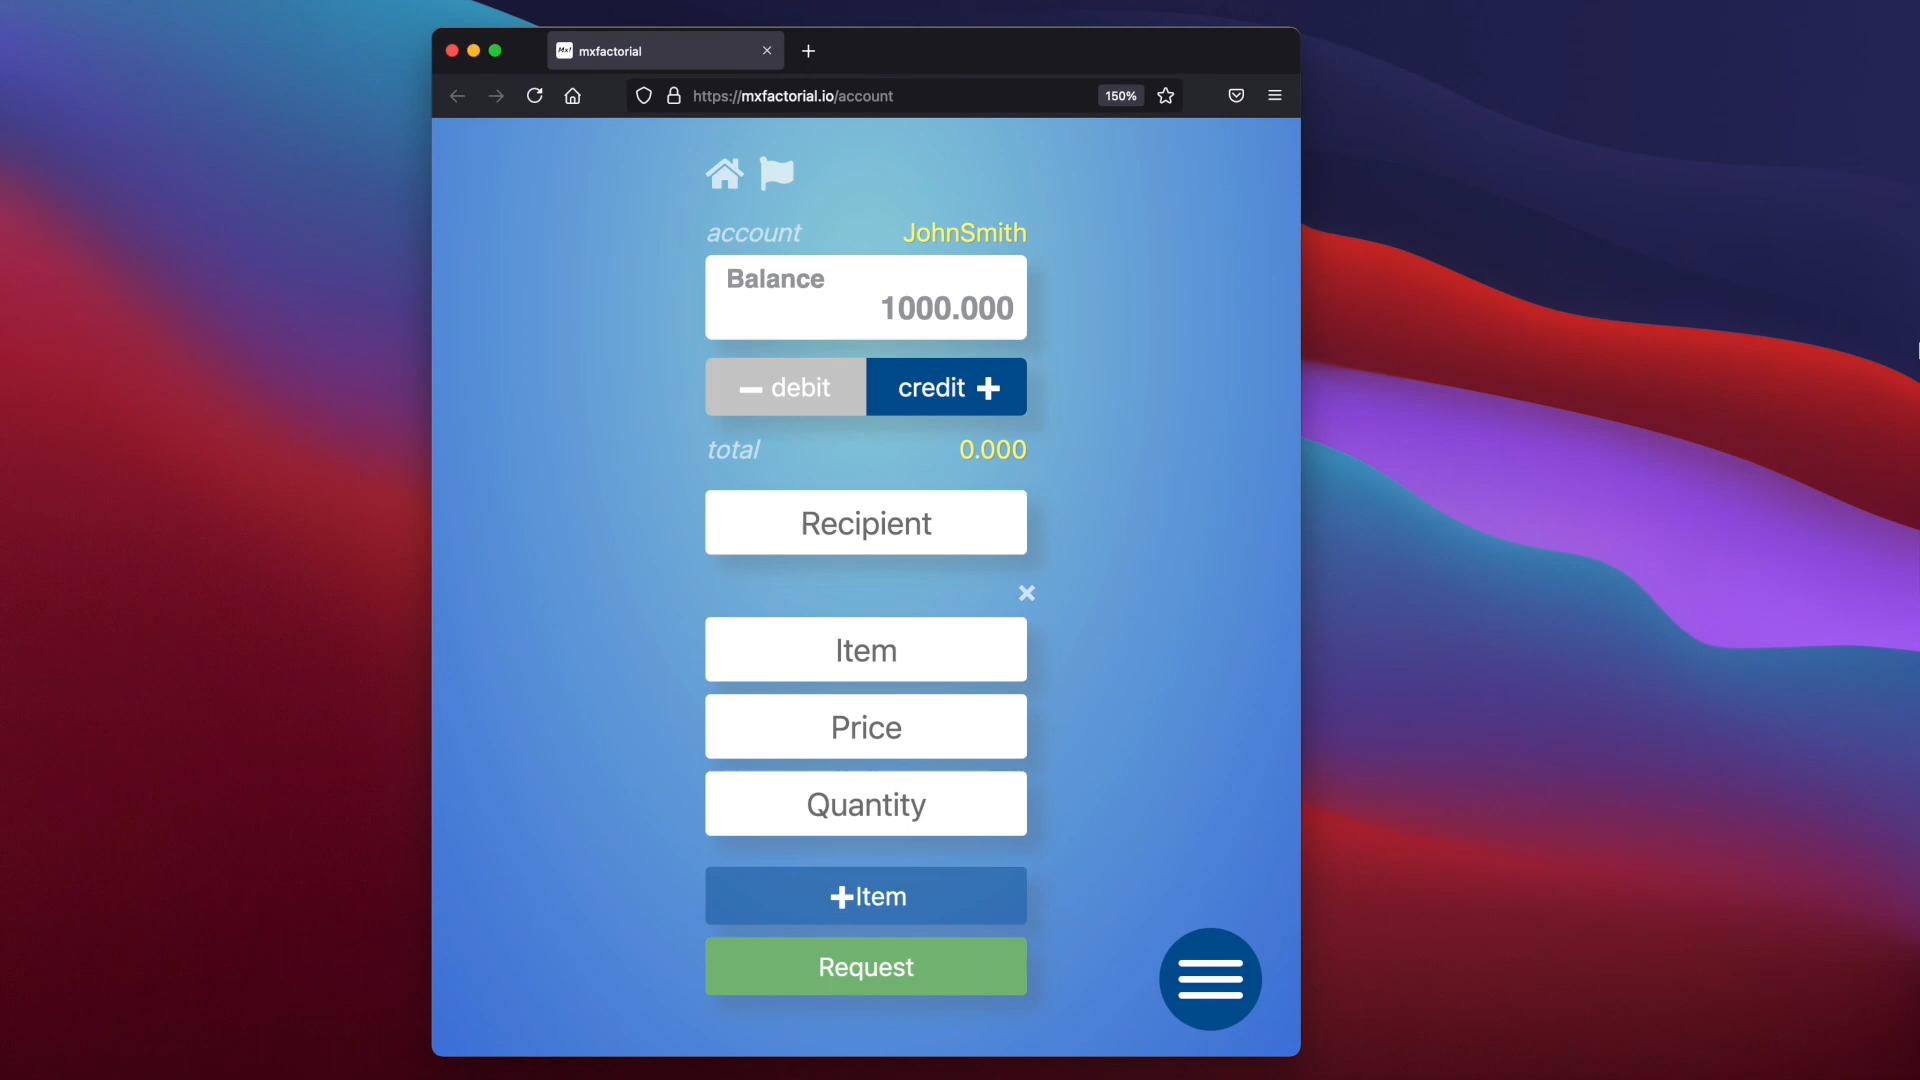 Mx! mxfactorial
https://mxfactorial.io/account
150%
account JohnSmith
Balance
1000.000
debit
credit
total 0.000
Recipient
Item
Price
Quantity
Item
Request